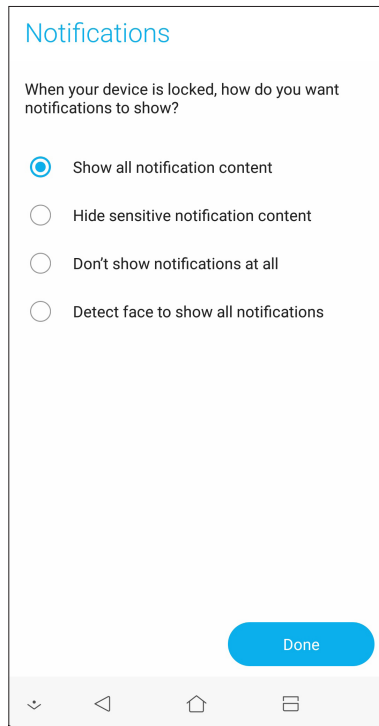 Notifications
When your device is locked, how do you want
notifications to show?
Show all notification content
Hide sensitive notification content
Don't show notifications at all
Detect face to show all notifications
Done